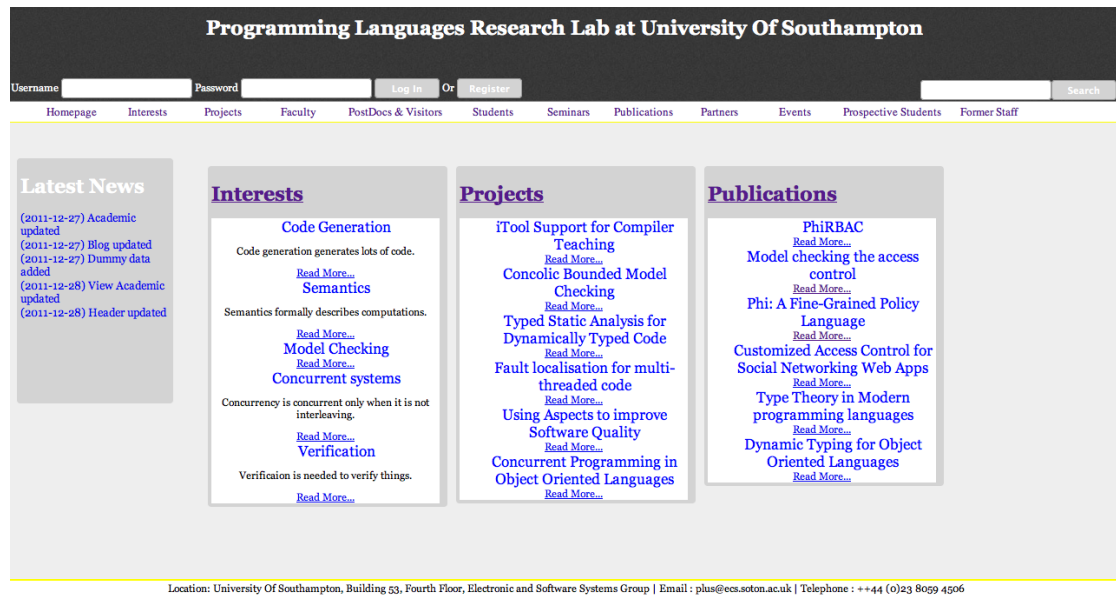 Programming Languages Research Lab at University Of Southampton
Username Password Log In Or Register Search
Homepage Interests Projects Faculty PostDocs & Visitors Students Seminars Publications Partners Events Prospective Students Former Staff
Latest News
(2011-12-27) Academic
updated
(2011-12-27) Blog updated
(2011-12-27) Dummy data
added
(2011-12-28) View Academic
updated
(2011-12-28) Header updated
Interests
Code Generation
Code generation generates lots of code.
Read More...
Semantics
Semantics formally describes computations.
Read More...
Model Checking
Read More...
Concurrent systems
Concurrency is concurrent only when it is not
interleaving.
Read More...
Verification
Verificaion is needed to verify things.
Read More...
Projects
iTool Support for Compiler
Teaching
Read More...
Concolic Bounded Model
Checking
Read More...
Typed Static Analysis for
Dynamically Typed Code
Read More...
Fault localisation for multi-
threaded code
Read More...
Using Aspects to improve
Software Quality
Read More...
Concurrent Programming in
Object Oriented Languages
Read More...
Publications
PhiRBAC
Read More...
Model checking the access
control
Read More...
Phi: A Fine-Grained Policy
Language
Read More...
Customized Access Control for
Social Networking Web Apps
Read More...
Type Theory in Modern
programming languages
Read More...
Dynamic Typing for Object
Oriented Languages
Read More...
Location: University Of Southampton, Building 53, Fourth Floor, Electronic and Software Systems Group | Email : plus@ecs.soton.ac.uk | Telephone : ++44 (0)23 8059 4506